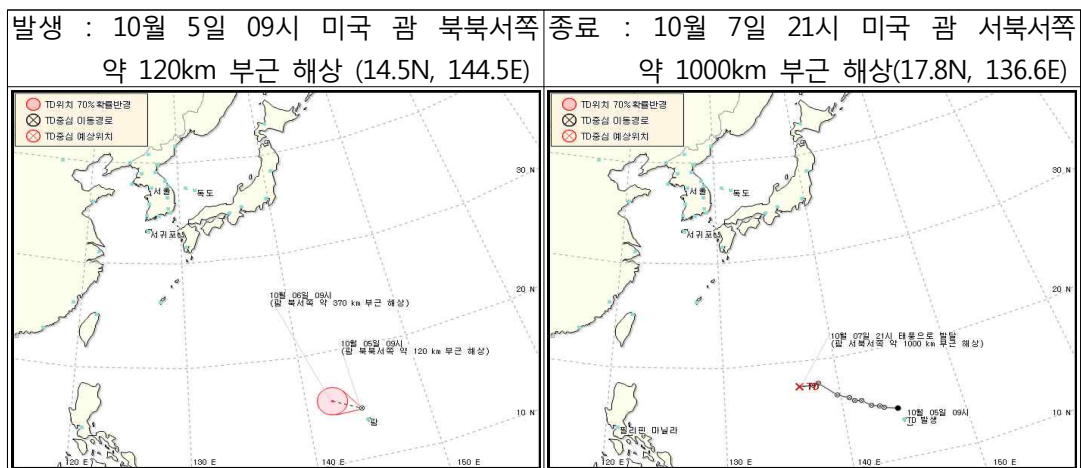 발생 : 10월 5일 09시 미국 괌 북북서쪽
약 120km 부근 해상 (14.5N, 144.5E)
종료 : 10월 7일 21시 미국 괌 서북서쪽
약 1000km 부근 해상(17.8N, 136.6E)
TD위치 70%확률반경
TD중심 이동경로
TD중심 예상위치
서울
독도
서귀포
30 N
20 N
10월 06일 09시
(괌 북서쪽 약 370 km 부근 해상)
10월 05일 09시
(괌 북북서쪽 약 120 km 부근 해상)
괌
10 N
120 E
130 E
140 E
150 E
TD위치 70%확률반경
TD중심 이동경로
TD중심 예상위치
서울
독도
서귀포
30 N
20 N
10월 07일 21시 태풍으로 발달
(괌 서북서쪽 약 1000 km 부근 해상)
TD
10월 05일 09시
TD 발생
10 N
필리핀 마닐라
120 E
130 E
140 E
150 E